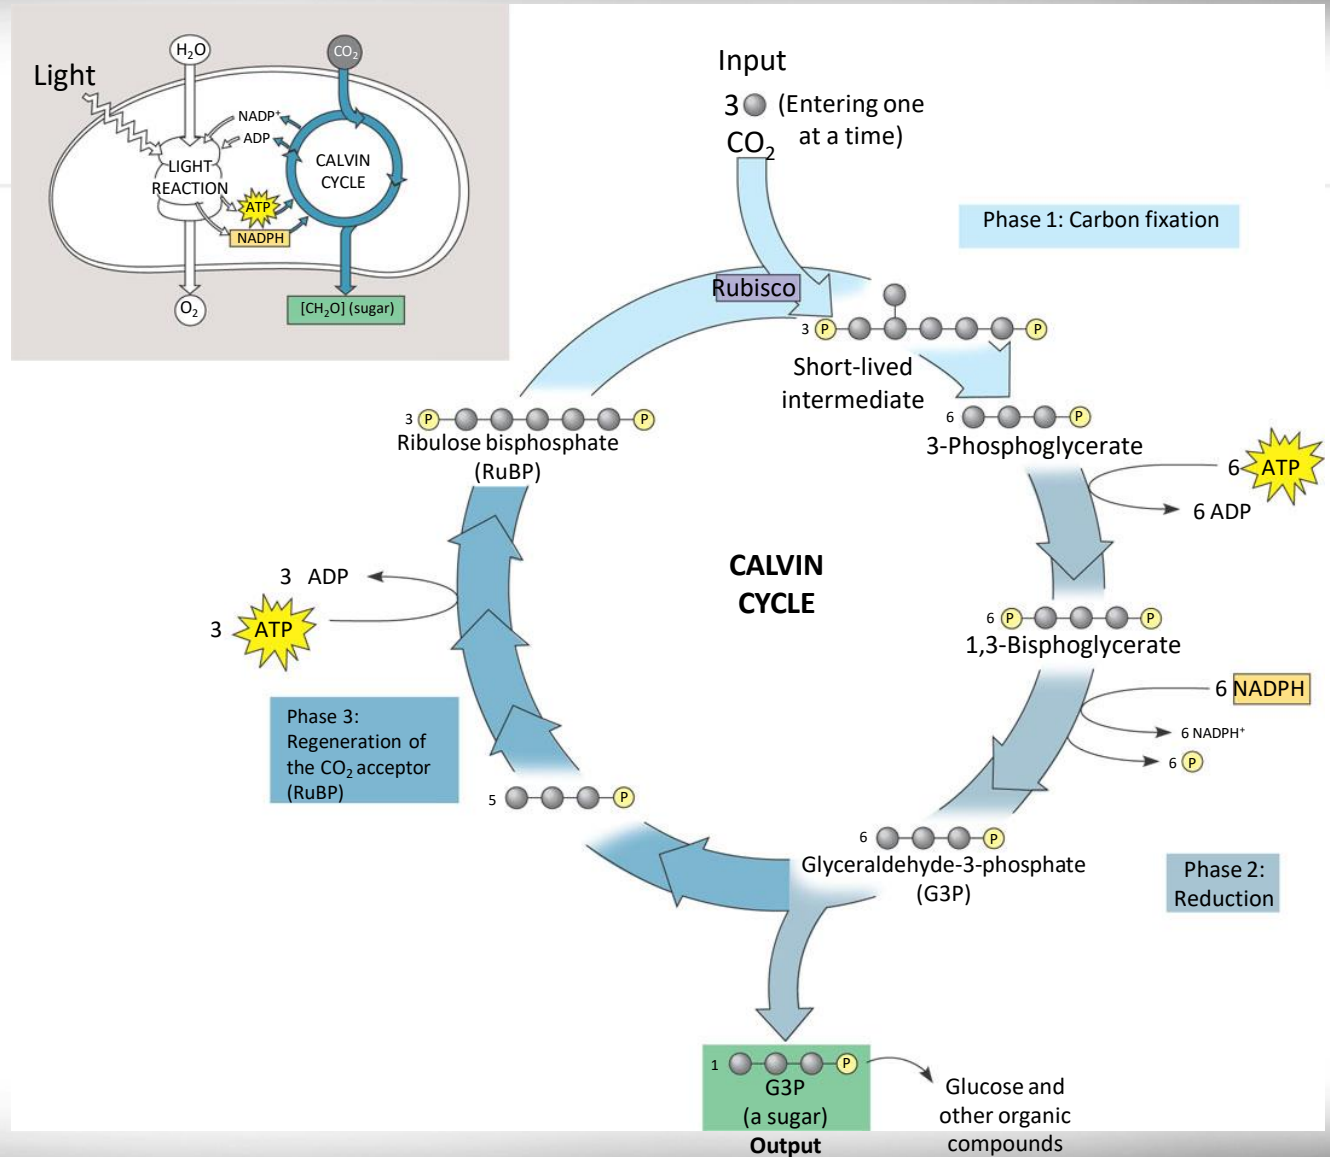 H2O
CO2
Light
NADP+
ADP
LIGHT
REACTION
CALVIN
CYCLE
ATP
NADPH
O2
[CH2O] (sugar)
Input
3 (Entering one
at a time)
CO2
Phase 1: Carbon fixation
Rubisco
3 P P
Short-lived
intermediate
3 P P
Ribulose bisphosphate
(RuBP)
6 P
3-Phosphoglycerate
6 ATP
6 ADP
CALVIN
CYCLE
3 ADP
3 ATP
6 P P
1,3-Bisphoglycerate
6 NADPH
6 NADPH+
6 P
Phase 3:
Regeneration of
the CO2 acceptor
(RuBP)
5 P
6 P
Glyceraldehyde-3-phosphate
(G3P)
Phase 2:
Reduction
1 P
G3P
(a sugar)
Output
Glucose and
other organic
compounds